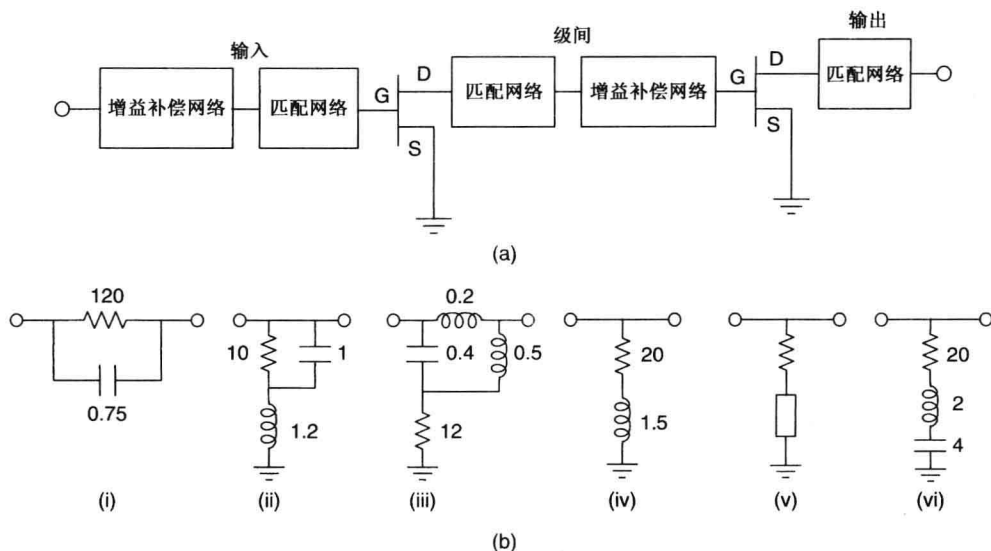 输入
级间
输出
增益补偿网络
匹配网络
G
D
S
匹配网络
增益补偿网络
G
D
S
匹配网络
(a)
120
0.75
(i)
10
1
1.2
(ii)
0.2
0.4
0.5
12
(iii)
20
1.5
(iv)
(v)
20
2
4
(vi)
(b)